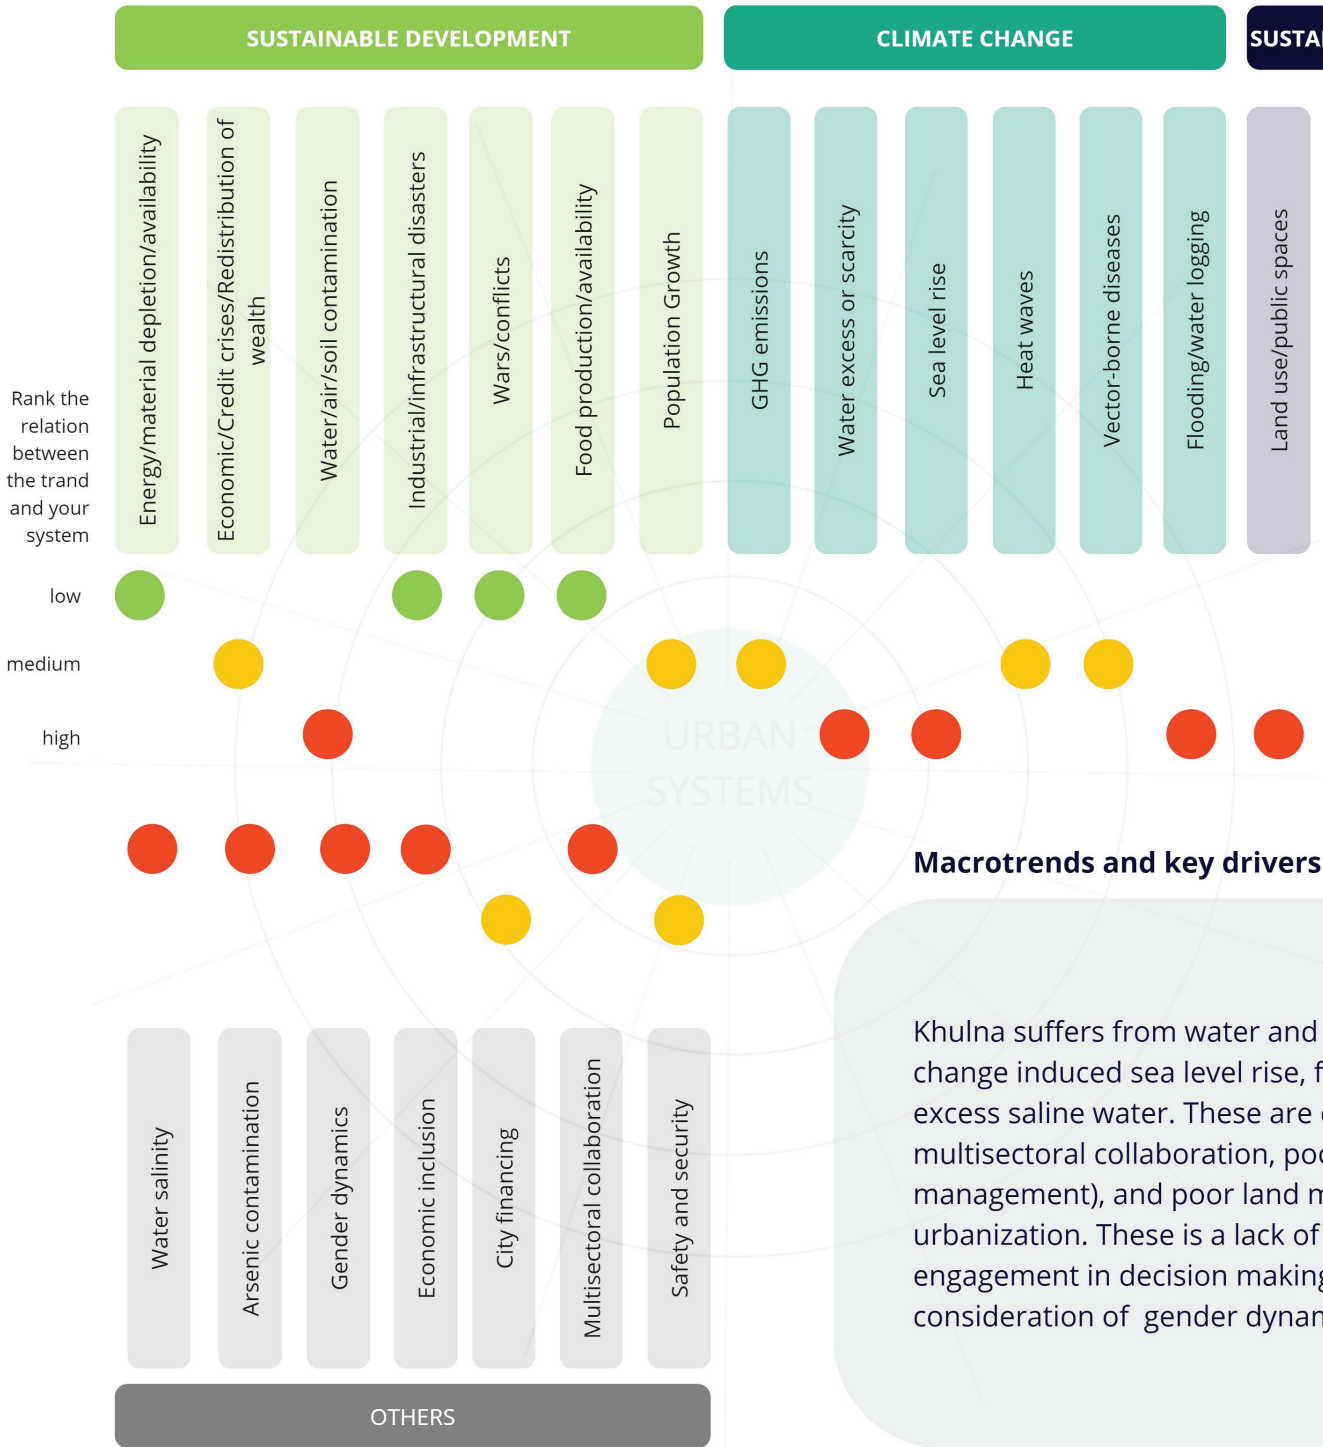 SUSTAINABLE DEVELOPMENT
CLIMATE CHANGE
SUSTAI
Energy/material depletion/availability
Economic/Credit crises/Redistribution of
wealth
Water/air/soil contamination
Industrial/infrastructural disasters
Wars/conflicts
Food production/availability
Population Growth
GHG emissions
Water excess or scarcity
Sea level rise
Heat waves
Vector-borne diseases
Flooding/water logging
Land use/public spaces
Rank the
relation
between
the trand
and your
system
low
medium
high
URBAN
SYSTEMS
Macrotrends and key drivers
Khulna suffers from water and
change induced sea level rise, f
excess saline water. These are
multisectoral collaboration, poo
management), and poor land m
urbanization. These is a lack of
engagement in decision making
consideration of gender dynam
Water salinity
Arsenic contamination
Gender dynamics
Economic inclusion
City financing
Multisectoral collaboration
Safety and security
OTHERS